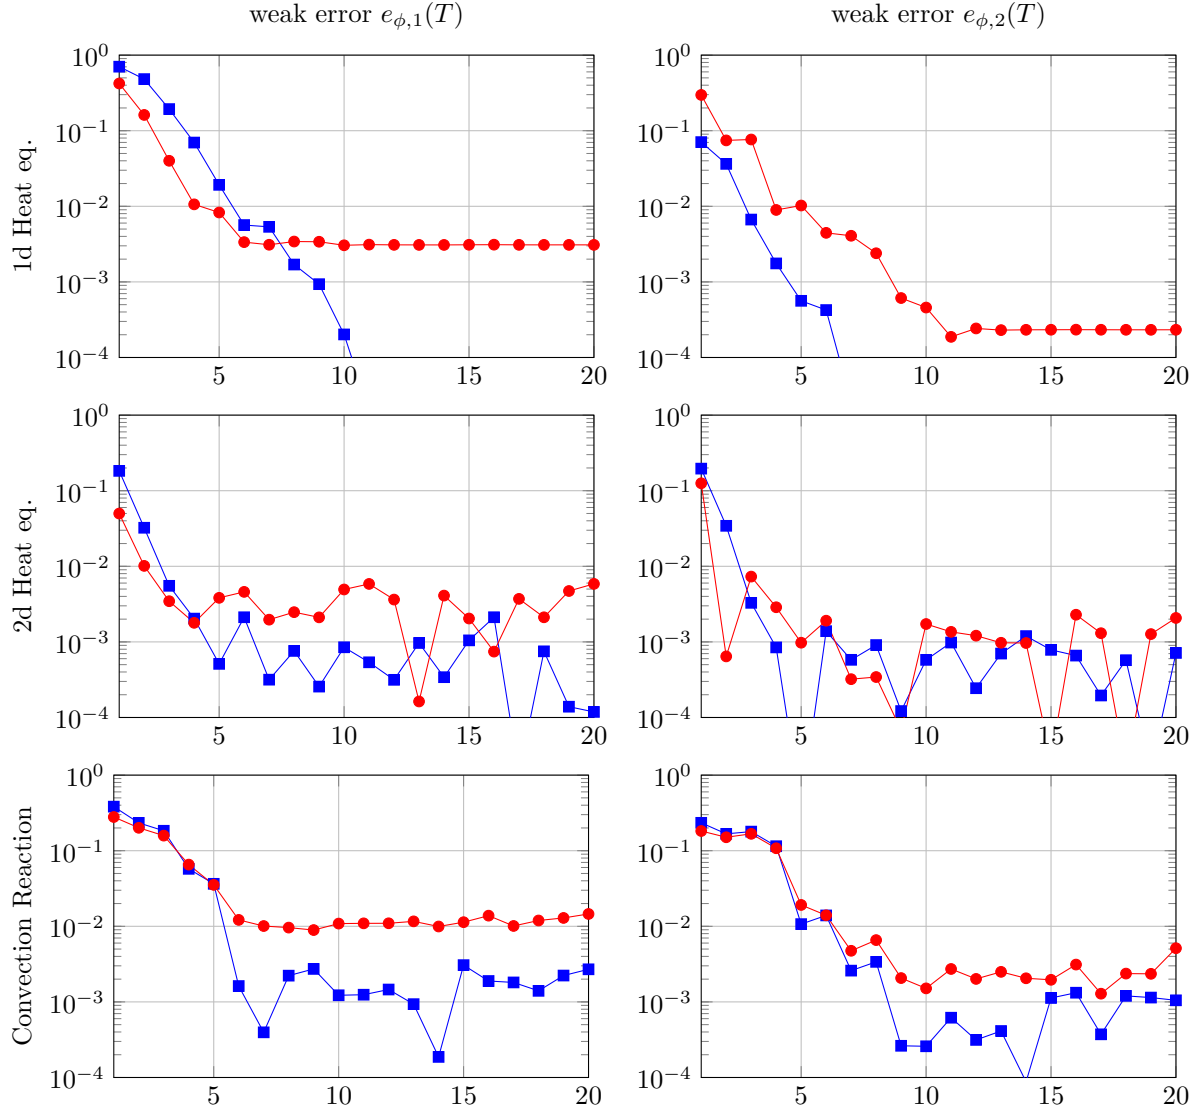 weak error $e_{\phi,1}(T)$ weak error $e_{\phi,2}(T)$
1d Heat eq.
10^0 10^0
10^{-1} 10^{-1}
10^{-2} 10^{-2}
10^{-3} 10^{-3}
10^{-4} 10^{-4}
5 10 15 20 5 10 15 20
2d Heat eq.
10^0 10^0
10^{-1} 10^{-1}
10^{-2} 10^{-2}
10^{-3} 10^{-3}
10^{-4} 10^{-4}
5 10 15 20 5 10 15 20
Convection Reaction
10^0 10^0
10^{-1} 10^{-1}
10^{-2} 10^{-2}
10^{-3} 10^{-3}
10^{-4} 10^{-4}
5 10 15 20 5 10 15 20